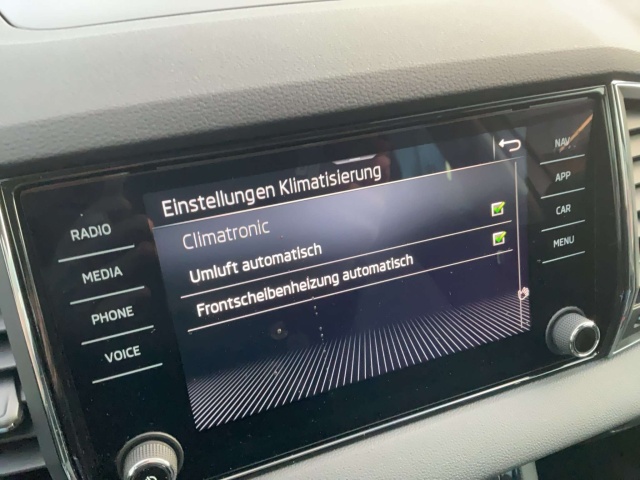 Einstellungen Klimatisierung
Climatronic
Umluft automatisch
Frontscheibenheizung automatisch
RADIO
MEDIA
PHONE
VOICE
NAV
APP
CAR
MENU